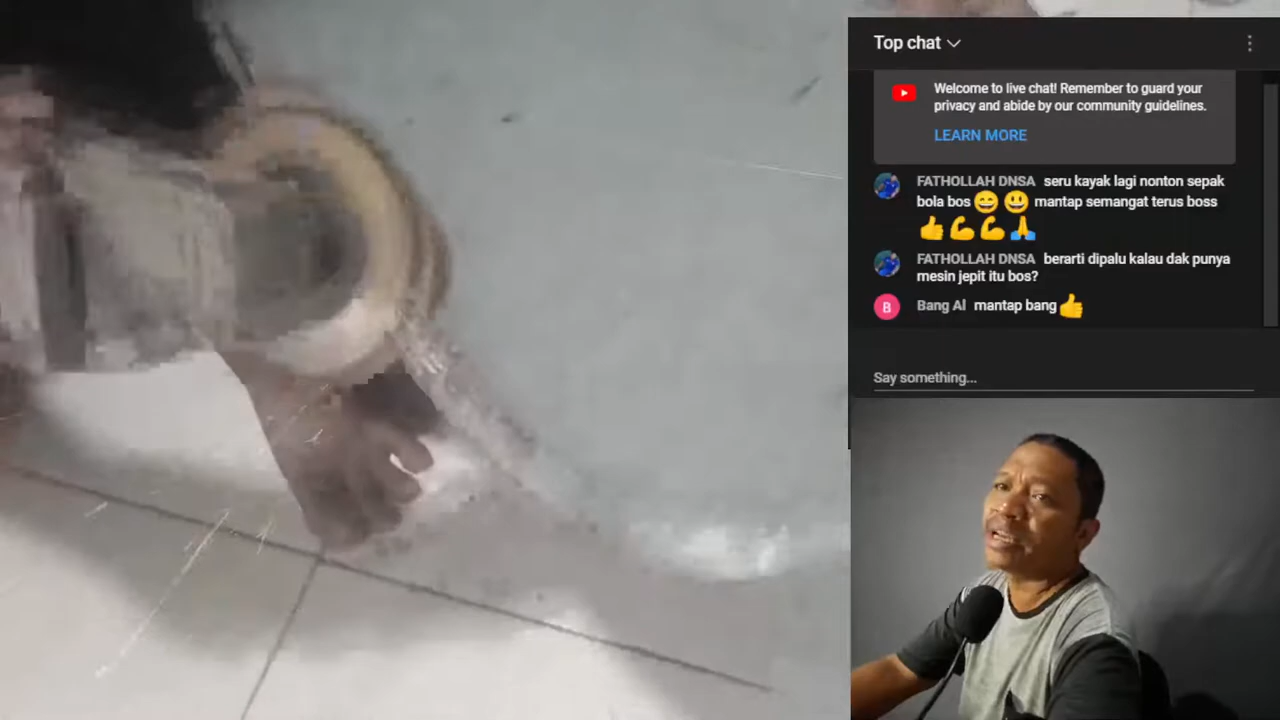 Top chat
Welcome to live chat! Remember to guard your
privacy and abide by our community guidelines.
LEARN MORE
FATHOLLAH DNSA seru kayak lagi nonton sepak
bola bos😄😃 mantap semangat terus boss
👍💪💪🙏
FATHOLLAH DNSA berarti dipalu kalau dak punya
mesin jepit itu bos?
B Bang Al mantap bang👍
Say something...